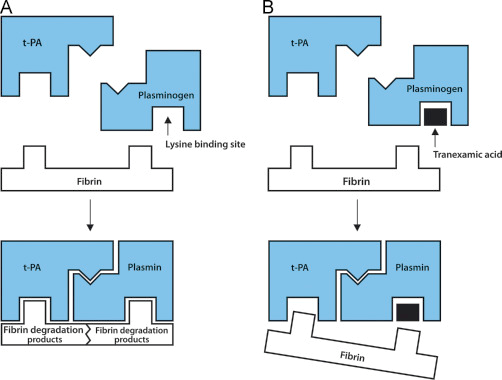 A
t-PA
Plasminogen
Lysine binding site
Fibrin
t-PA
Plasmin
Fibrin degradation
products
Fibrin degradation
products
B
t-PA
Plasminogen
Tranexamic acid
Fibrin
t-PA
Plasmin
Fibrin